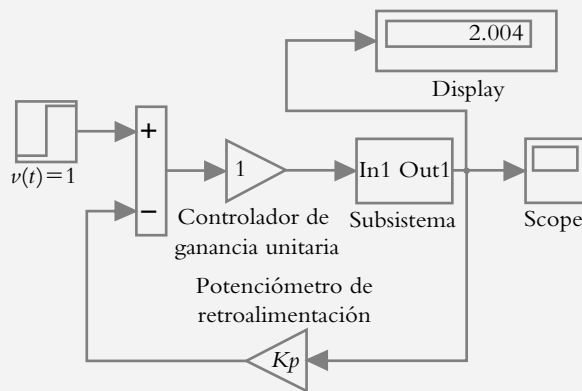 2.004
Display
+
−
v(t)=1
1
In1 Out1
Controlador de
ganancia unitaria
Subsistema
Scope
Potenciómetro de
retroalimentación
Kp